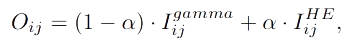 $O_{ij} = (1 - \alpha) \cdot I_{ij}^{gamma} + \alpha \cdot I_{ij}^{HE},$